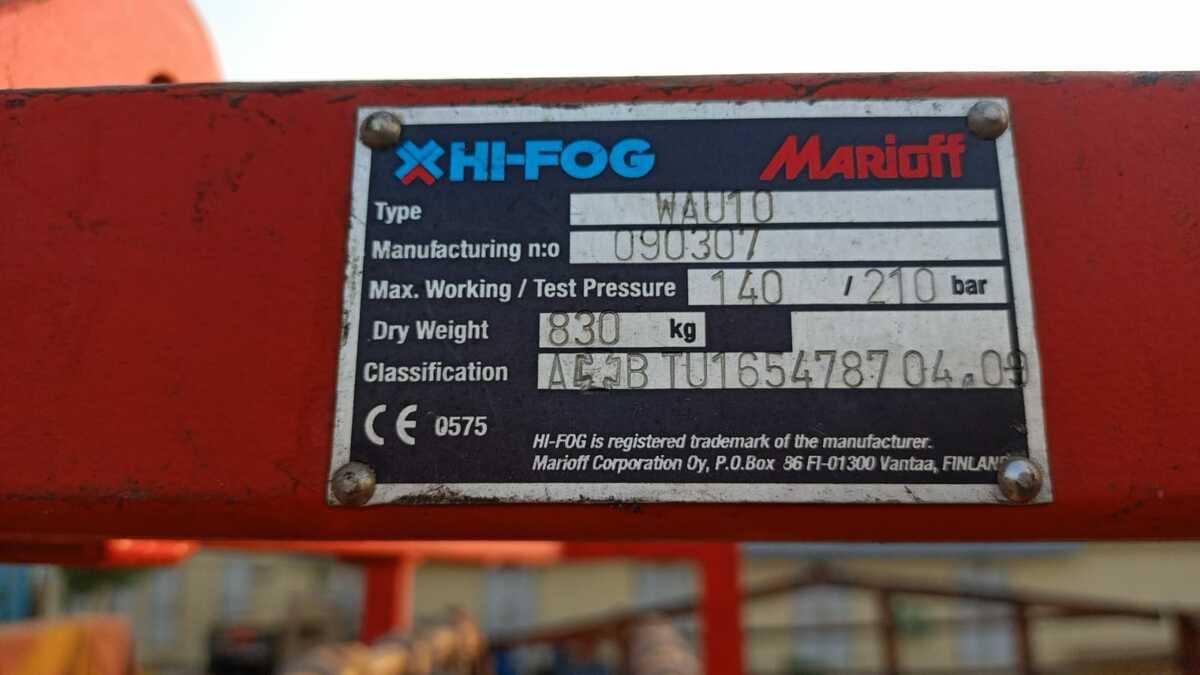 HI-FOG MARIOFF
Type WAU10
Manufacturing n:o 090307
Max. Working / Test Pressure 140 / 210 bar
Dry Weight 830 kg
Classification A B TU1654787 04.09
CE 0575
HI-FOG is registered trademark of the manufacturer.
Marioff Corporation Oy, P.O.Box 86 FI-01300 Vantaa, FINLAND